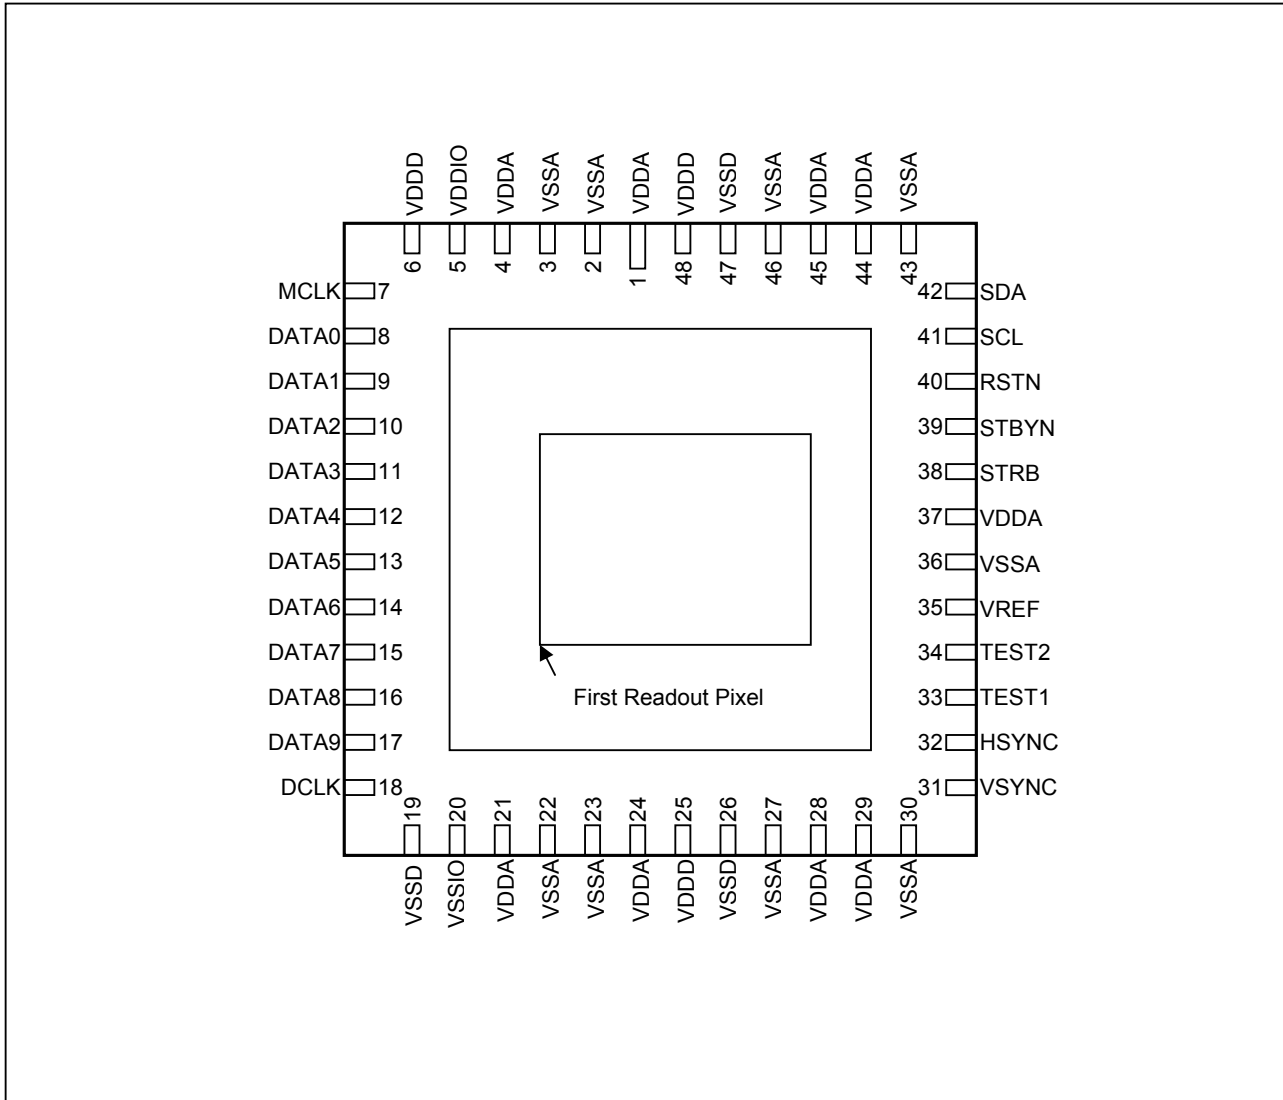 VDDD VDDIO VDDA VSSA VSSA VDDA VDDD VSSD VSSA VDDA VDDA VSSA
6 5 4 3 2 1 48 47 46 45 44 43
MCLK 7 42 SDA
DATA0 8 41 SCL
DATA1 9 40 RSTN
DATA2 10 39 STBYN
DATA3 11 38 STRB
DATA4 12 37 VDDA
DATA5 13 36 VSSA
DATA6 14 35 VREF
DATA7 15 34 TEST2
First Readout Pixel
DATA8 16 33 TEST1
DATA9 17 32 HSYNC
DCLK 18 31 VSYNC
19 20 21 22 23 24 25 26 27 28 29 30
VSSD VSSIO VDDA VSSA VSSA VDDA VDDD VSSD VSSA VDDA VDDA VSSA